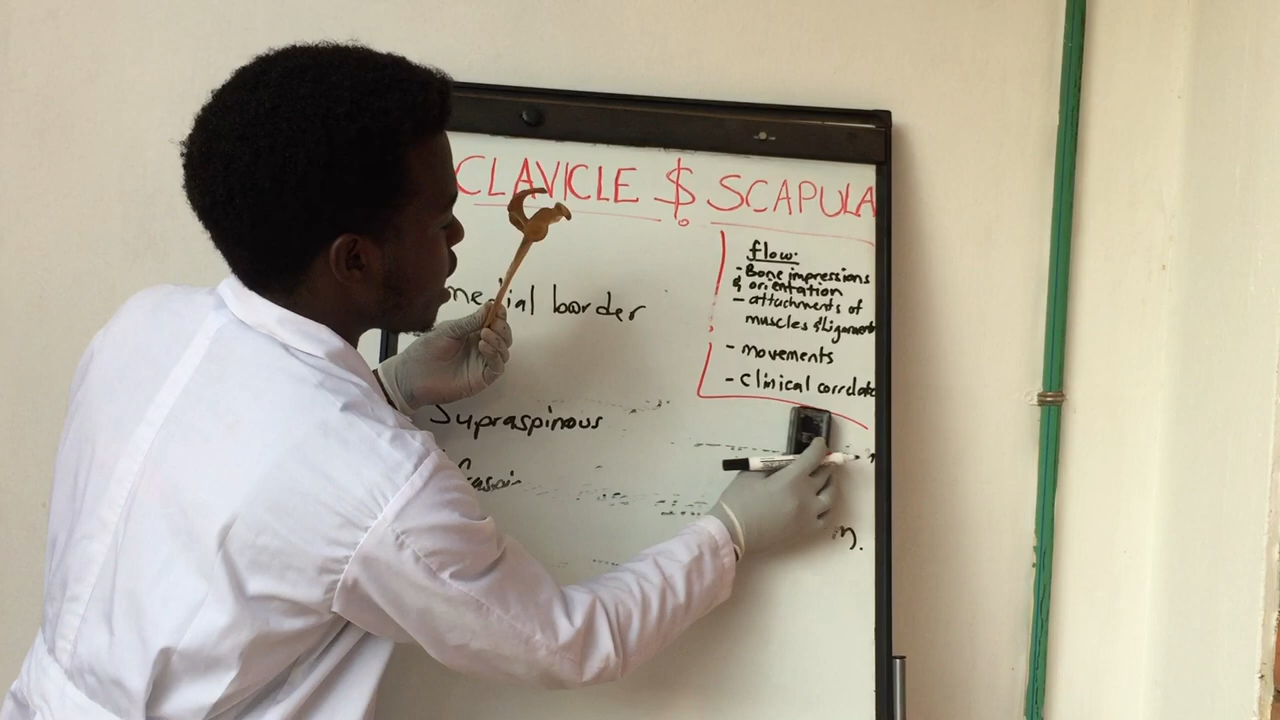 CLAVICLE $ SCAPULA
flow:
- Bone impressions
& orientation
- attachments of
muscles & ligaments
- movements
- Clinical correlate
medial border
Supraspinous